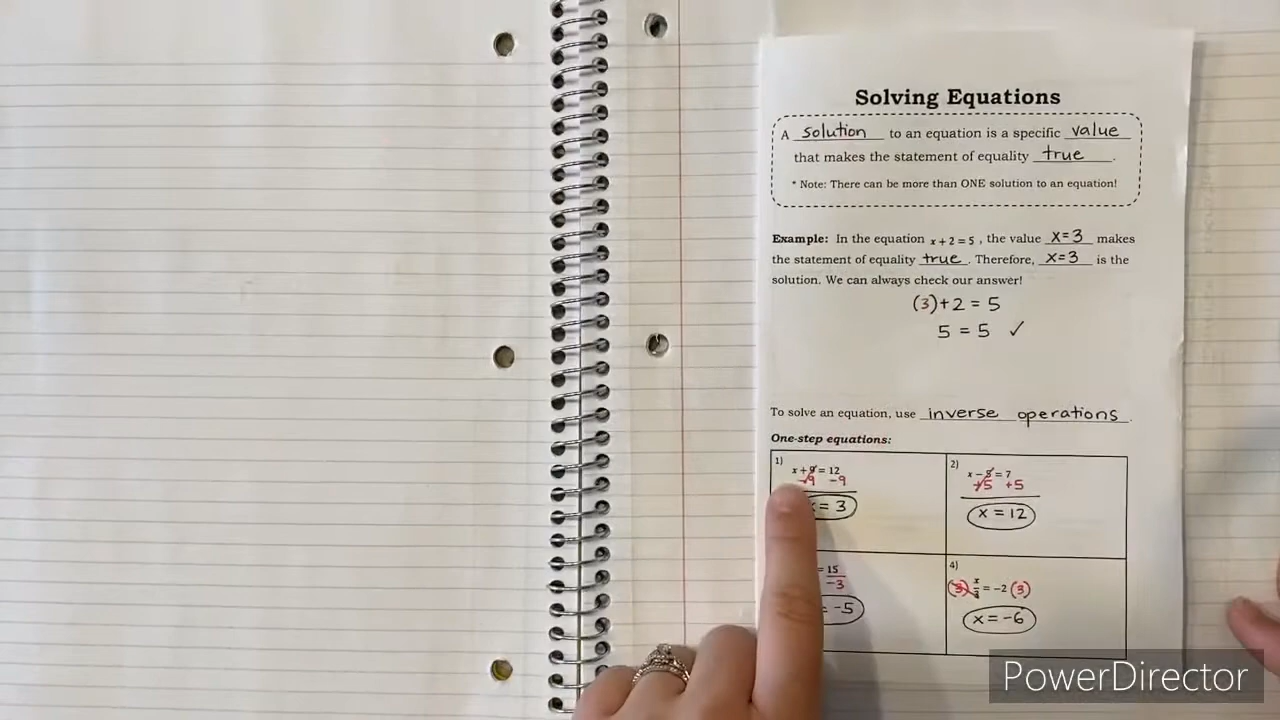 Solving Equations
A solution to an equation is a specific value
that makes the statement of equality true.
* Note: There can be more than ONE solution to an equation!
Example: In the equation x + 2 = 5, the value x=3 makes
the statement of equality true. Therefore, x=3 is the
solution. We can always check our answer!
(3)+2 = 5
5 = 5 ✓
To solve an equation, use inverse operations.
One-step equations:
1)
x + 9 = 12
-9 -9
= 3
2)
x − 5 = 7
+5 +5
x = 12
= 15
-3
= -5
4)
(3) x/3 = −2 (3)
x = -6
PowerDirector